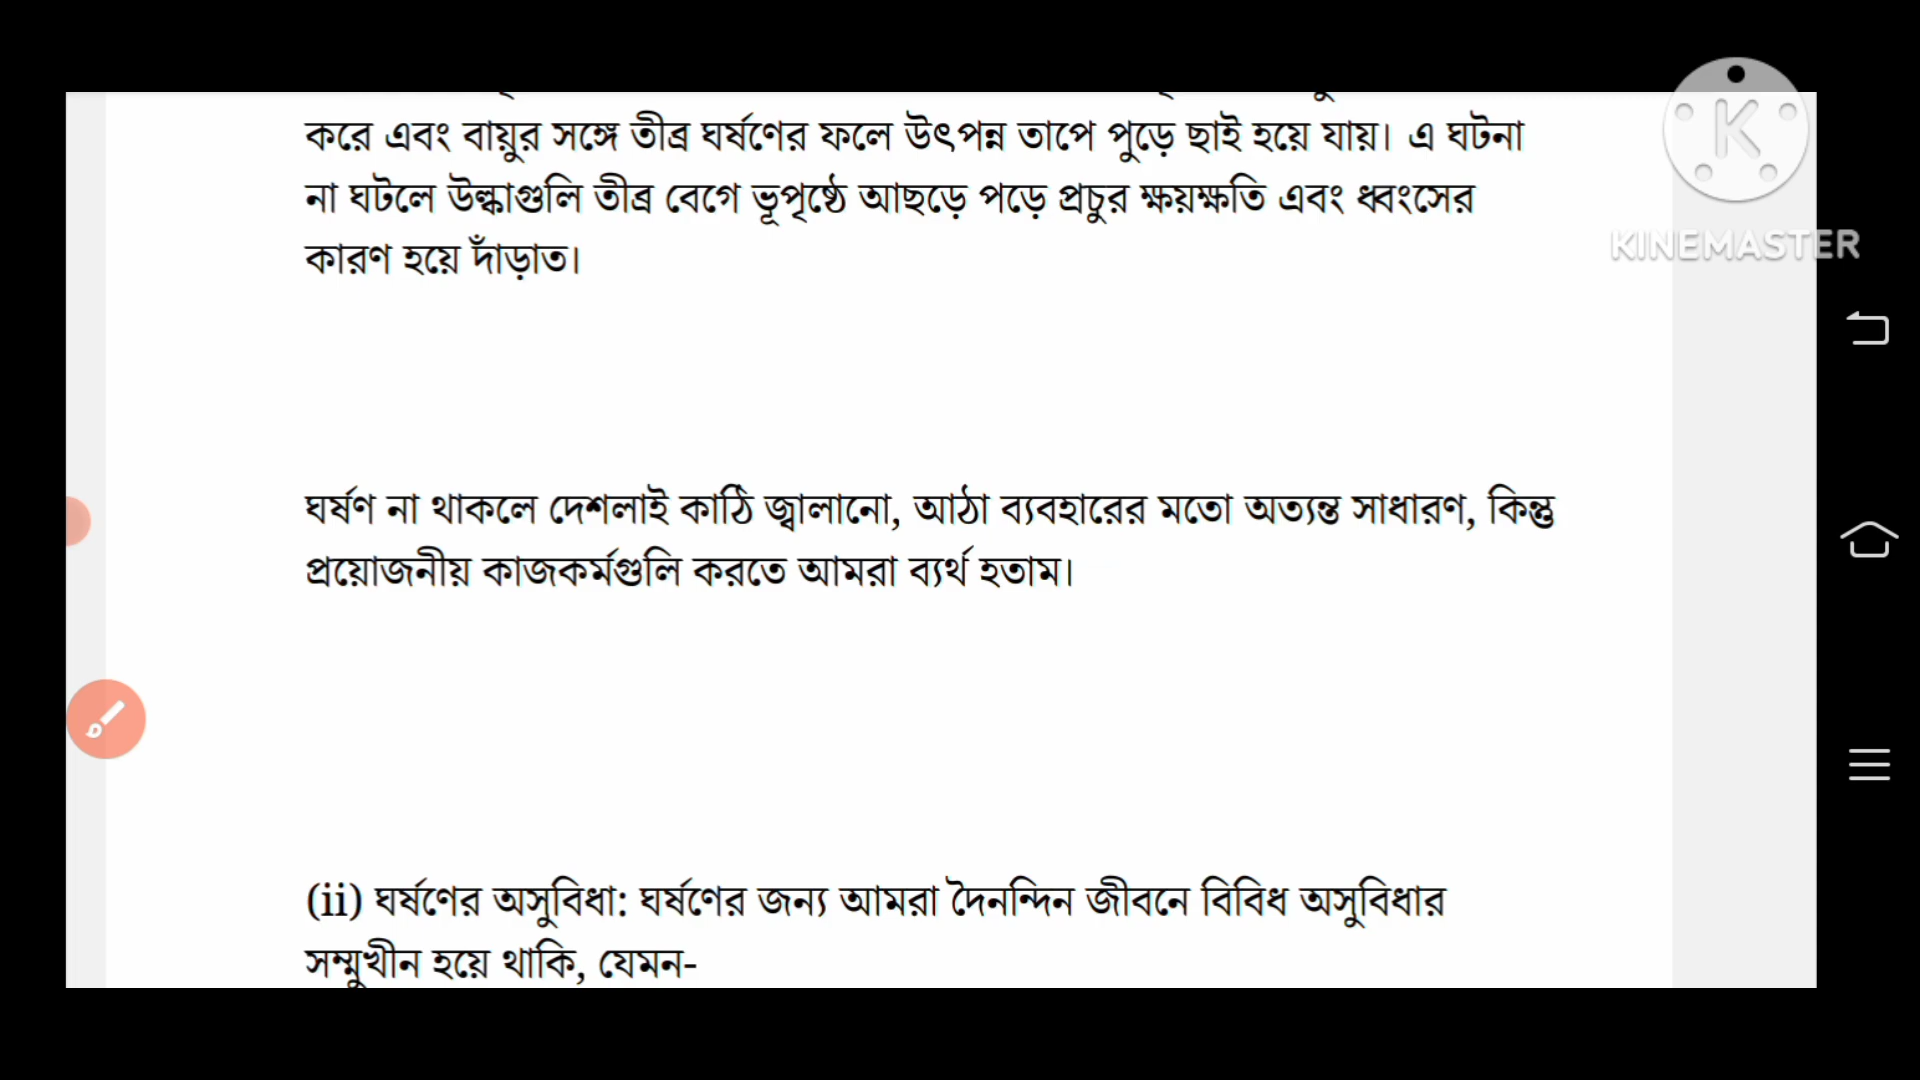 করে এবং বায়ুর সঙ্গে তীব্র ঘর্ষণের ফলে উৎপন্ন তাপে পুড়ে ছাই হয়ে যায়। এ ঘটনা
না ঘটলে উল্কাগুলি তীব্র বেগে ভূপৃষ্ঠে আছড়ে পড়ে প্রচুর ক্ষয়ক্ষতি এবং ধ্বংসের
কারণ হয়ে দাঁড়াত।
ঘর্ষণ না থাকলে দেশলাই কাঠি জ্বালানো, আঠা ব্যবহারের মতো অত্যন্ত সাধারণ, কিন্তু
প্রয়োজনীয় কাজকর্মগুলি করতে আমরা ব্যর্থ হতাম।
(ii) ঘর্ষণের অসুবিধা: ঘর্ষণের জন্য আমরা দৈনন্দিন জীবনে বিবিধ অসুবিধার
সম্মুখীন হয়ে থাকি, যেমন-
K
KINEMASTER